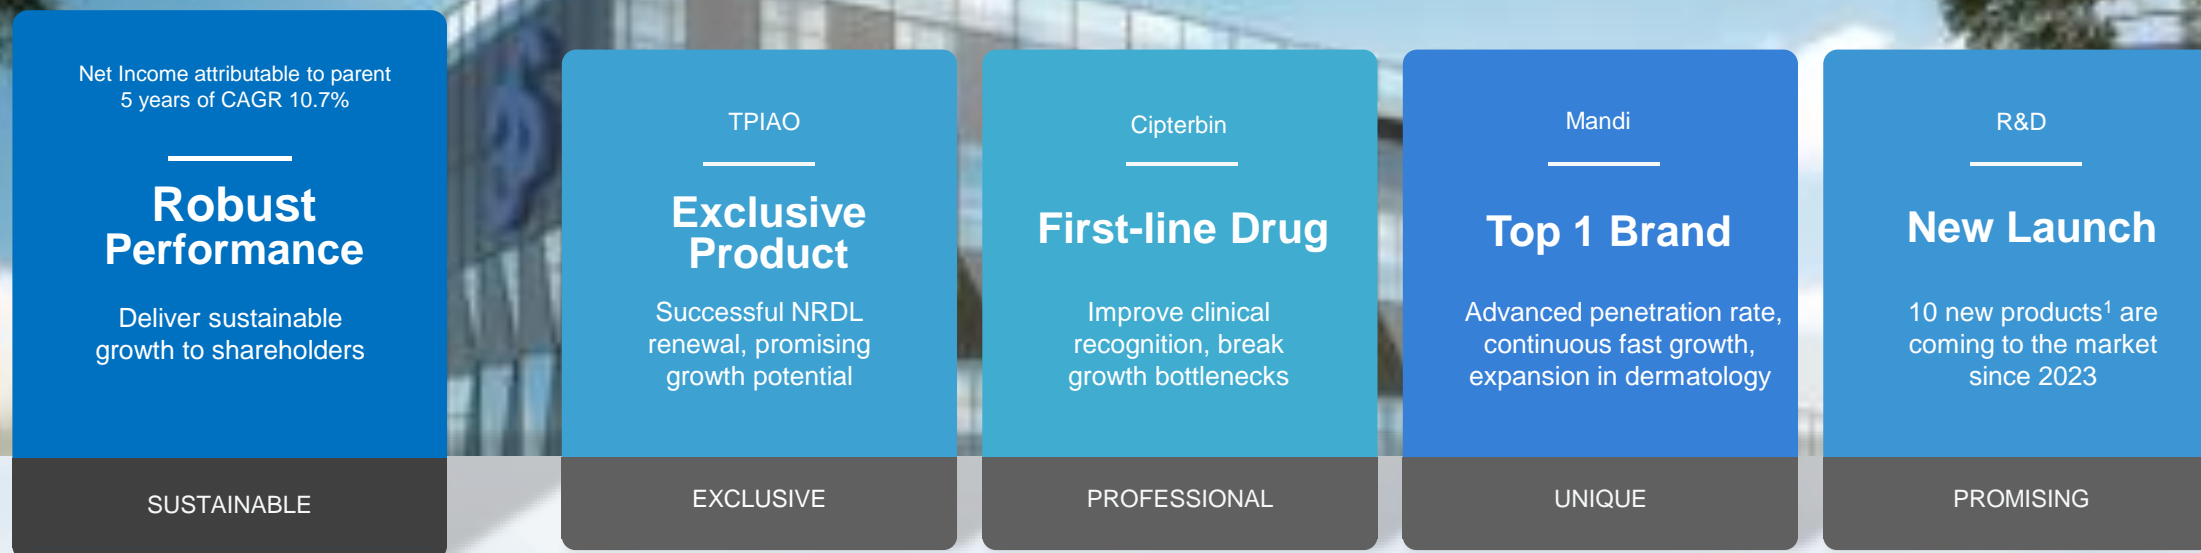 Net Income attributable to parent
5 years of CAGR 10.7%
Robust
Performance
Deliver sustainable
growth to shareholders
SUSTAINABLE
TPIAO
Exclusive
Product
Successful NRDL
renewal, promising
growth potential
EXCLUSIVE
Cipterbin
First-line Drug
Improve clinical
recognition, break
growth bottlenecks
PROFESSIONAL
Mandi
Top 1 Brand
Advanced penetration rate,
continuous fast growth,
expansion in dermatology
UNIQUE
R&D
New Launch
10 new products¹ are
coming to the market
since 2023
PROMISING